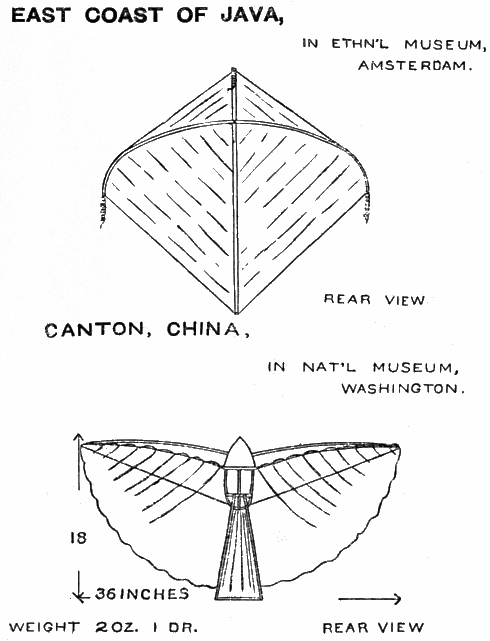 EAST COAST OF JAVA,
IN ETHN'L MUSEUM,
AMSTERDAM.
REAR VIEW
CANTON, CHINA,
IN NAT'L MUSEUM,
WASHINGTON.
18
36 INCHES
WEIGHT 2 OZ. 1 DR.
REAR VIEW